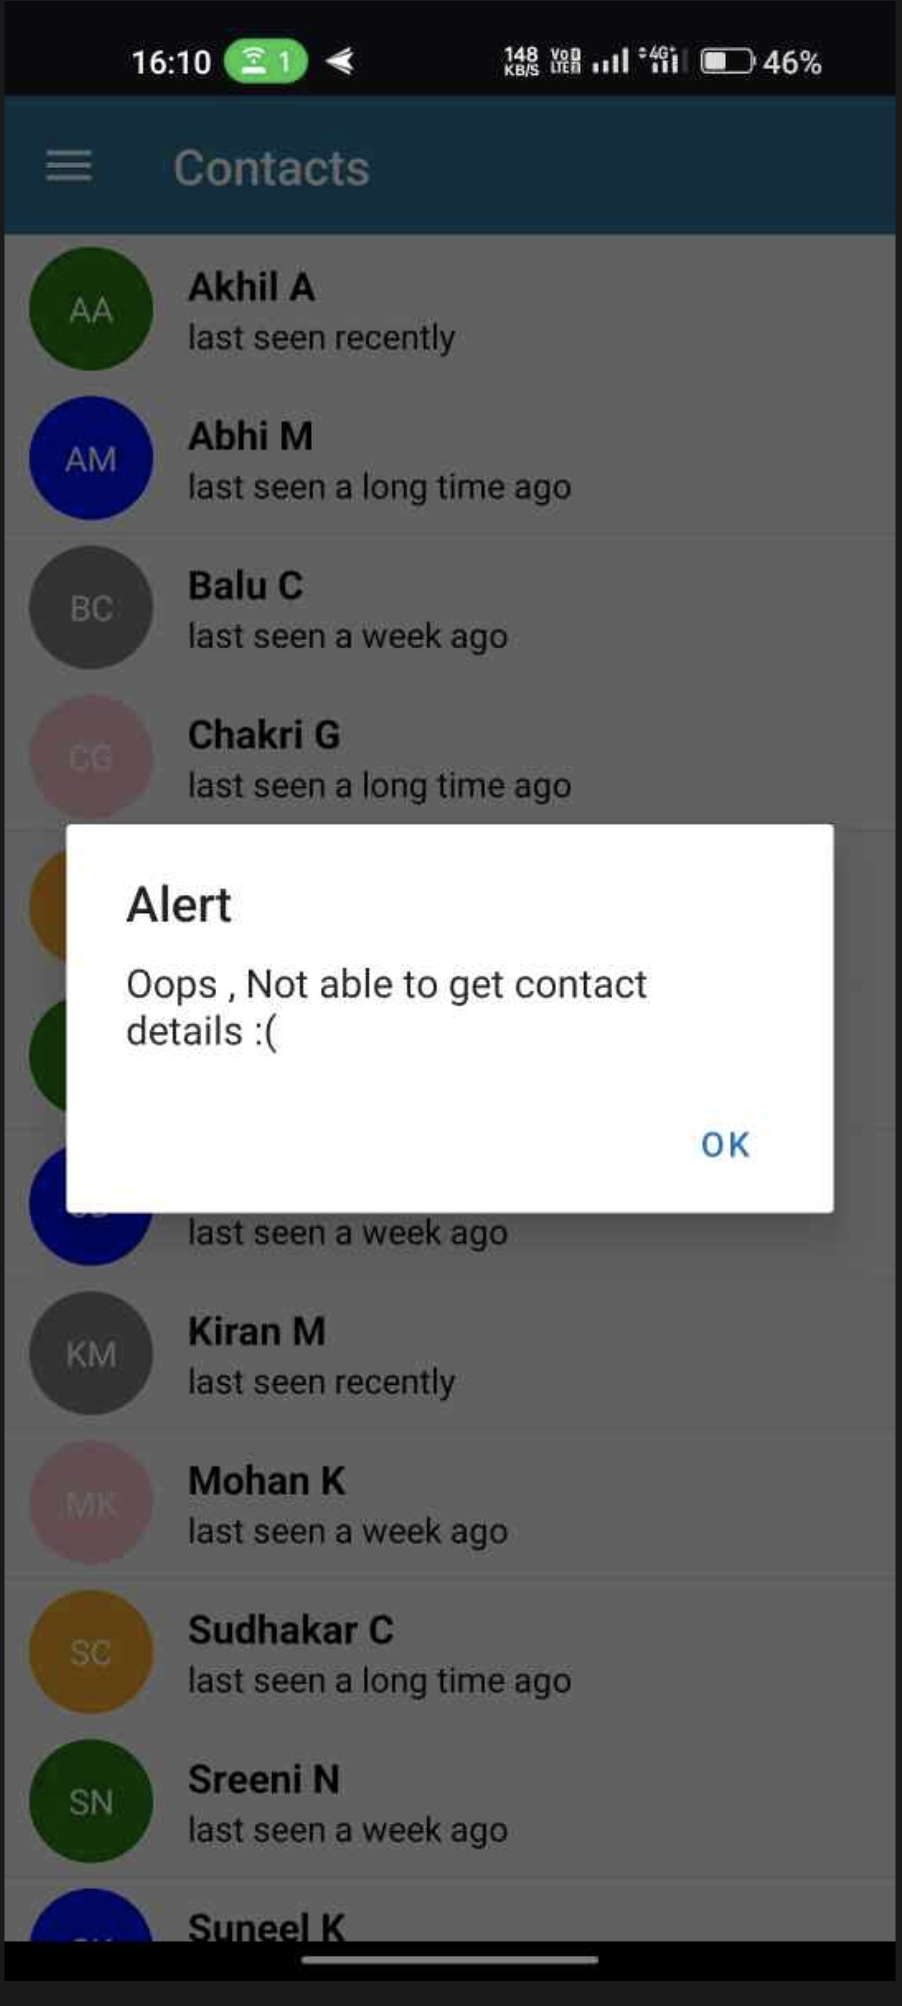 16:10 1 148 KB/S VoD LTE 4G+ 46%
Contacts
AA Akhil A
last seen recently
AM Abhi M
last seen a long time ago
BC Balu C
last seen a week ago
CG Chakri G
last seen a long time ago
Alert
Oops , Not able to get contact
details :(
OK
last seen a week ago
KM Kiran M
last seen recently
MK Mohan K
last seen a week ago
SC Sudhakar C
last seen a long time ago
SN Sreeni N
last seen a week ago
Suneel K